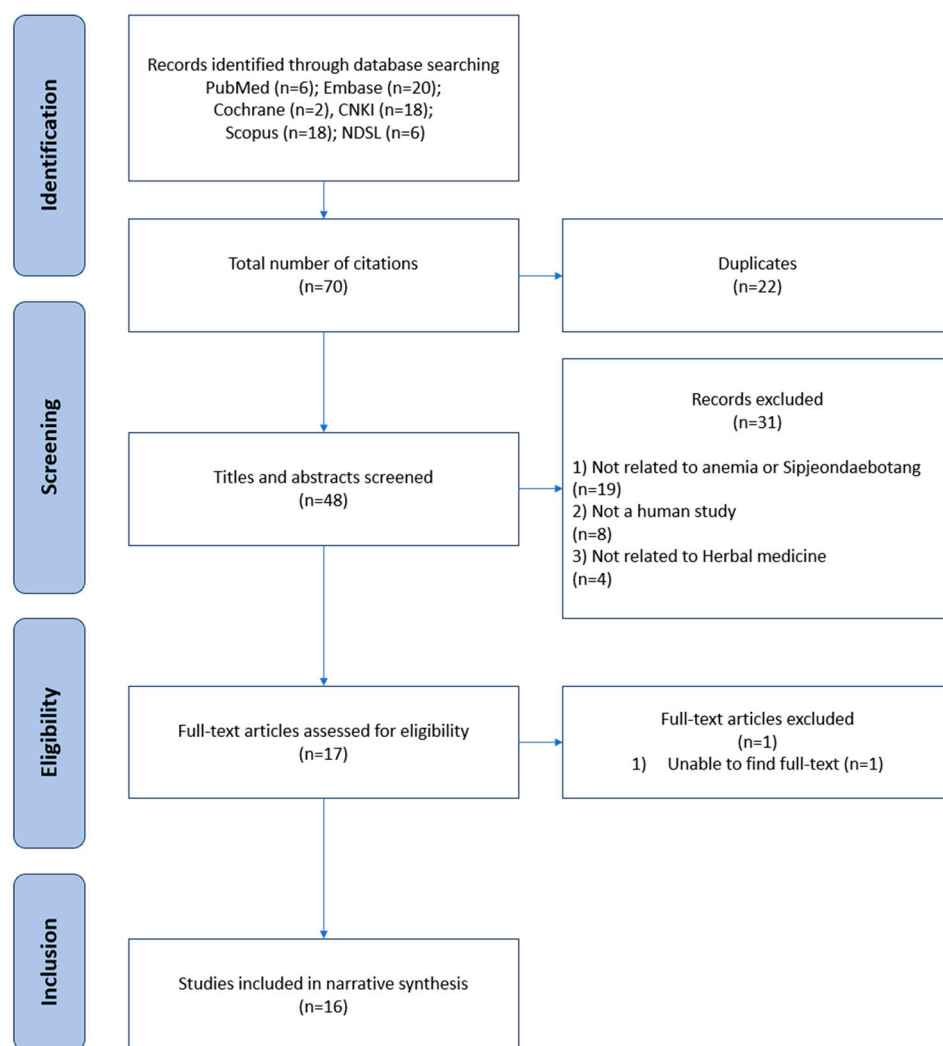 Identification
Records identified through database searching
PubMed (n=6); Embase (n=20);
Cochrane (n=2), CNKI (n=18);
Scopus (n=18); NDSL (n=6)
Total number of citations
(n=70)
Duplicates
(n=22)
Screening
Titles and abstracts screened
(n=48)
Records excluded
(n=31)
1) Not related to anemia or Sipjeondaebotang
(n=19)
2) Not a human study
(n=8)
3) Not related to Herbal medicine
(n=4)
Eligibility
Full-text articles assessed for eligibility
(n=17)
Full-text articles excluded
(n=1)
1) Unable to find full-text (n=1)
Inclusion
Studies included in narrative synthesis
(n=16)